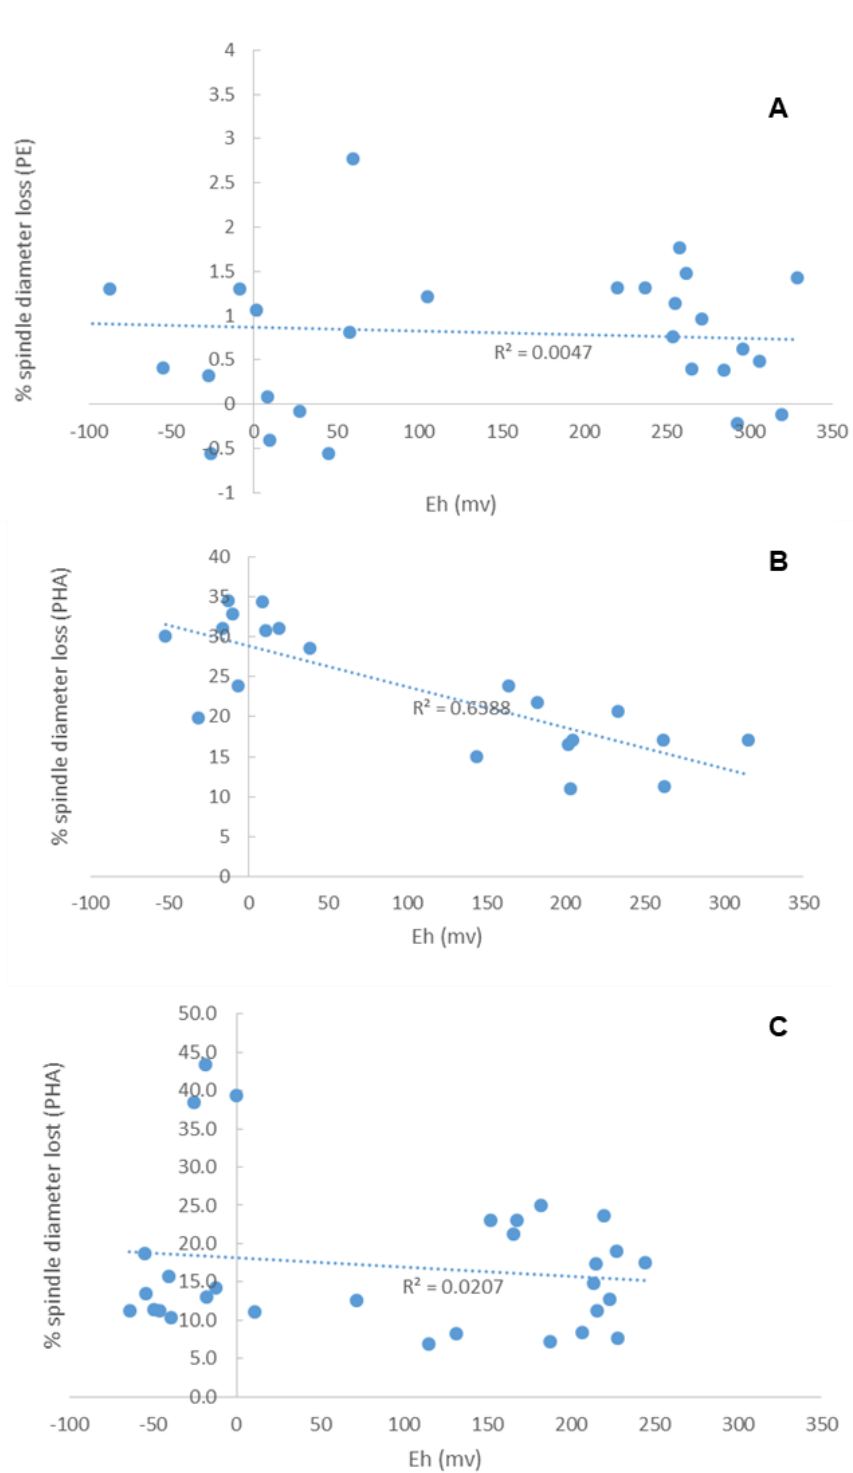 A
% spindle diameter loss (PE)
4
3.5
3
2.5
2
1.5
1
0.5
0
-0.5
-1
R² = 0.0047
-100 -50 0 50 100 150 200 250 300 350
Eh (mv)
B
% spindle diameter loss (PHA)
40
35
30
25
20
15
10
5
0
R² = 0.6388
-100 -50 0 50 100 150 200 250 300 350
Eh (mv)
C
% spindle diameter lost (PHA)
50.0
45.0
40.0
35.0
30.0
25.0
20.0
15.0
10.0
5.0
0.0
R² = 0.0207
-100 -50 0 50 100 150 200 250 300 350
Eh (mv)